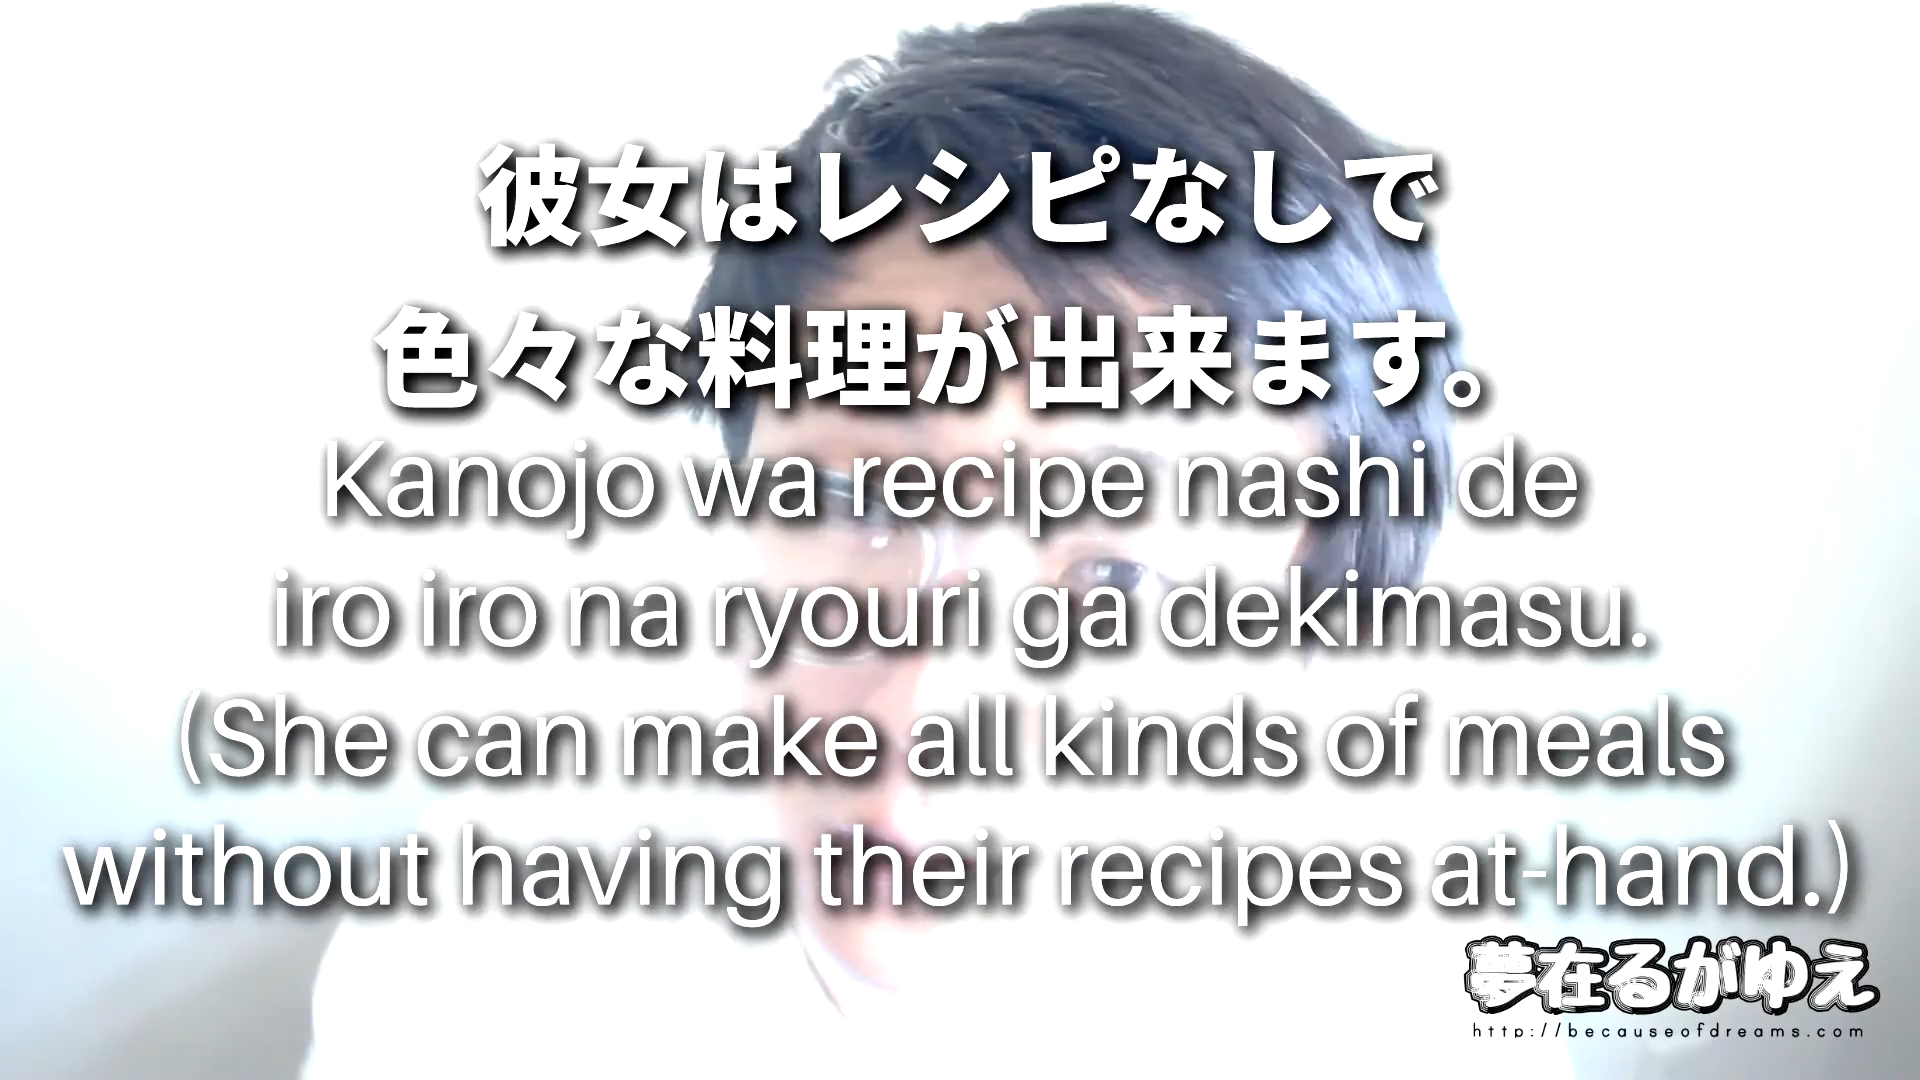 彼女はレシピなしで
色々な料理が出来ます。
Kanojo wa recipe nashi de
iro iro na ryouri ga dekimasu.
(She can make all kinds of meals
without having their recipes at-hand.)
夢在るがゆえ
http://becauseofdreams.com